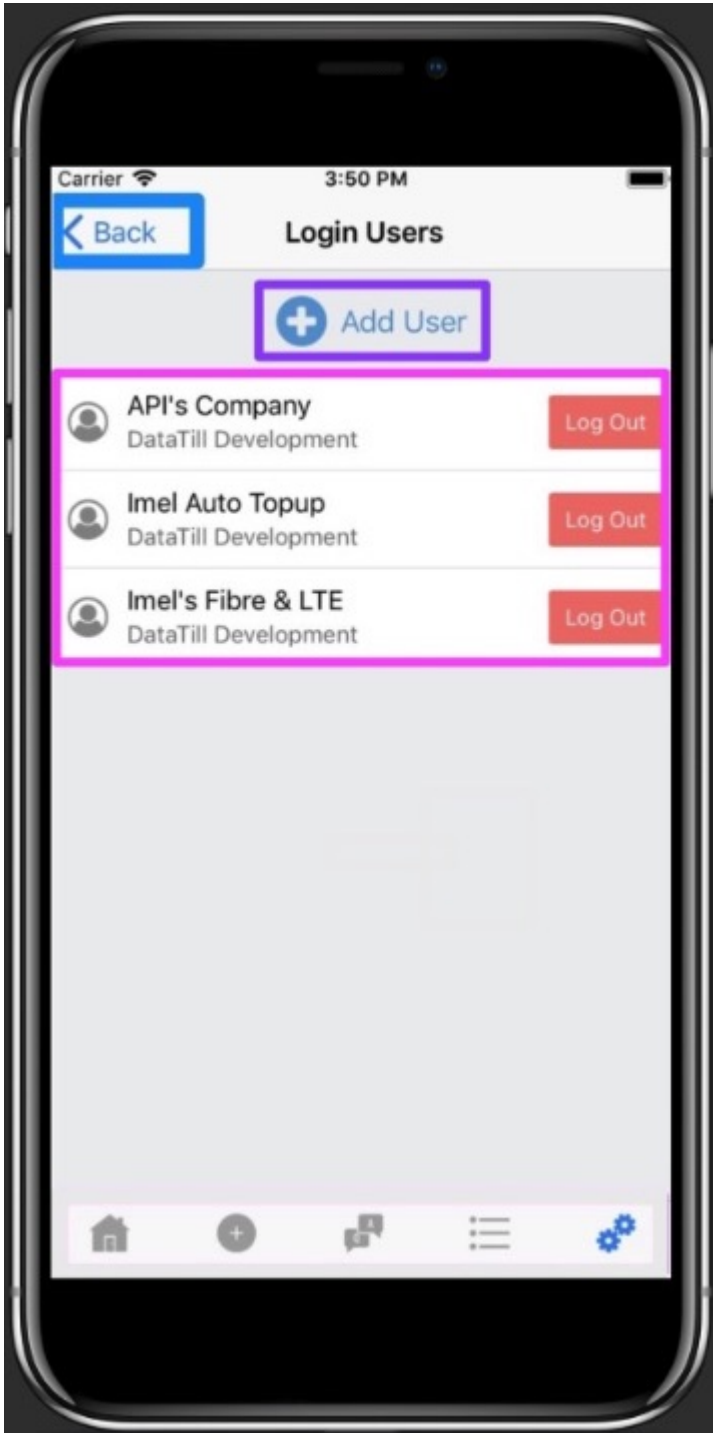 Carrier 3:50 PM
Back Login Users
Add User
API's Company
DataTill Development
Log Out
Imel Auto Topup
DataTill Development
Log Out
Imel's Fibre & LTE
DataTill Development
Log Out